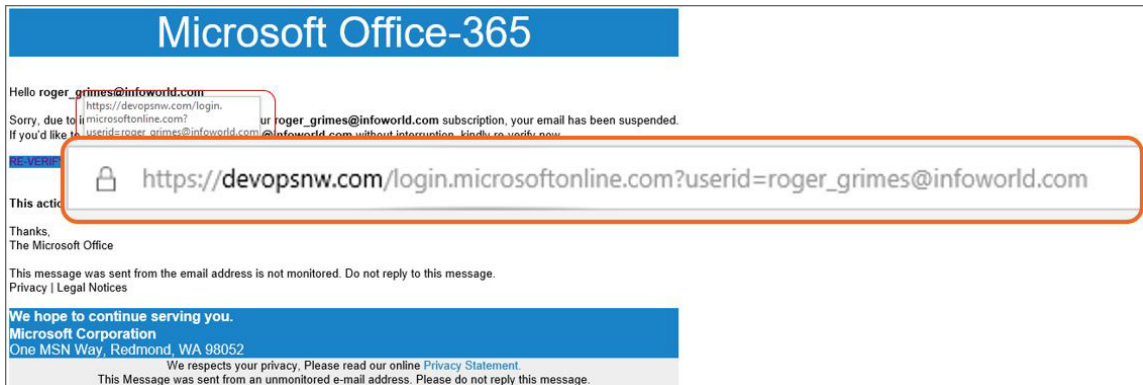 Microsoft Office-365
Hello roger_grimes@infoworld.com
https://devopsnw.com/login.
microsoftonline.com?
userid=roger_grimes@infoworld.com
Sorry, due to ur roger_grimes@infoworld.com subscription, your email has been suspended.
If you'd like to @infoworld.com without interruption, kindly re-verify now
RE-VERIFY
https://devopsnw.com/login.microsoftonline.com?userid=roger_grimes@infoworld.com
This actio
Thanks,
The Microsoft Office
This message was sent from the email address is not monitored. Do not reply to this message.
Privacy | Legal Notices
We hope to continue serving you.
Microsoft Corporation
One MSN Way, Redmond, WA 98052
We respects your privacy, Please read our online Privacy Statement.
This Message was sent from an unmonitored e-mail address. Please do not reply this message.